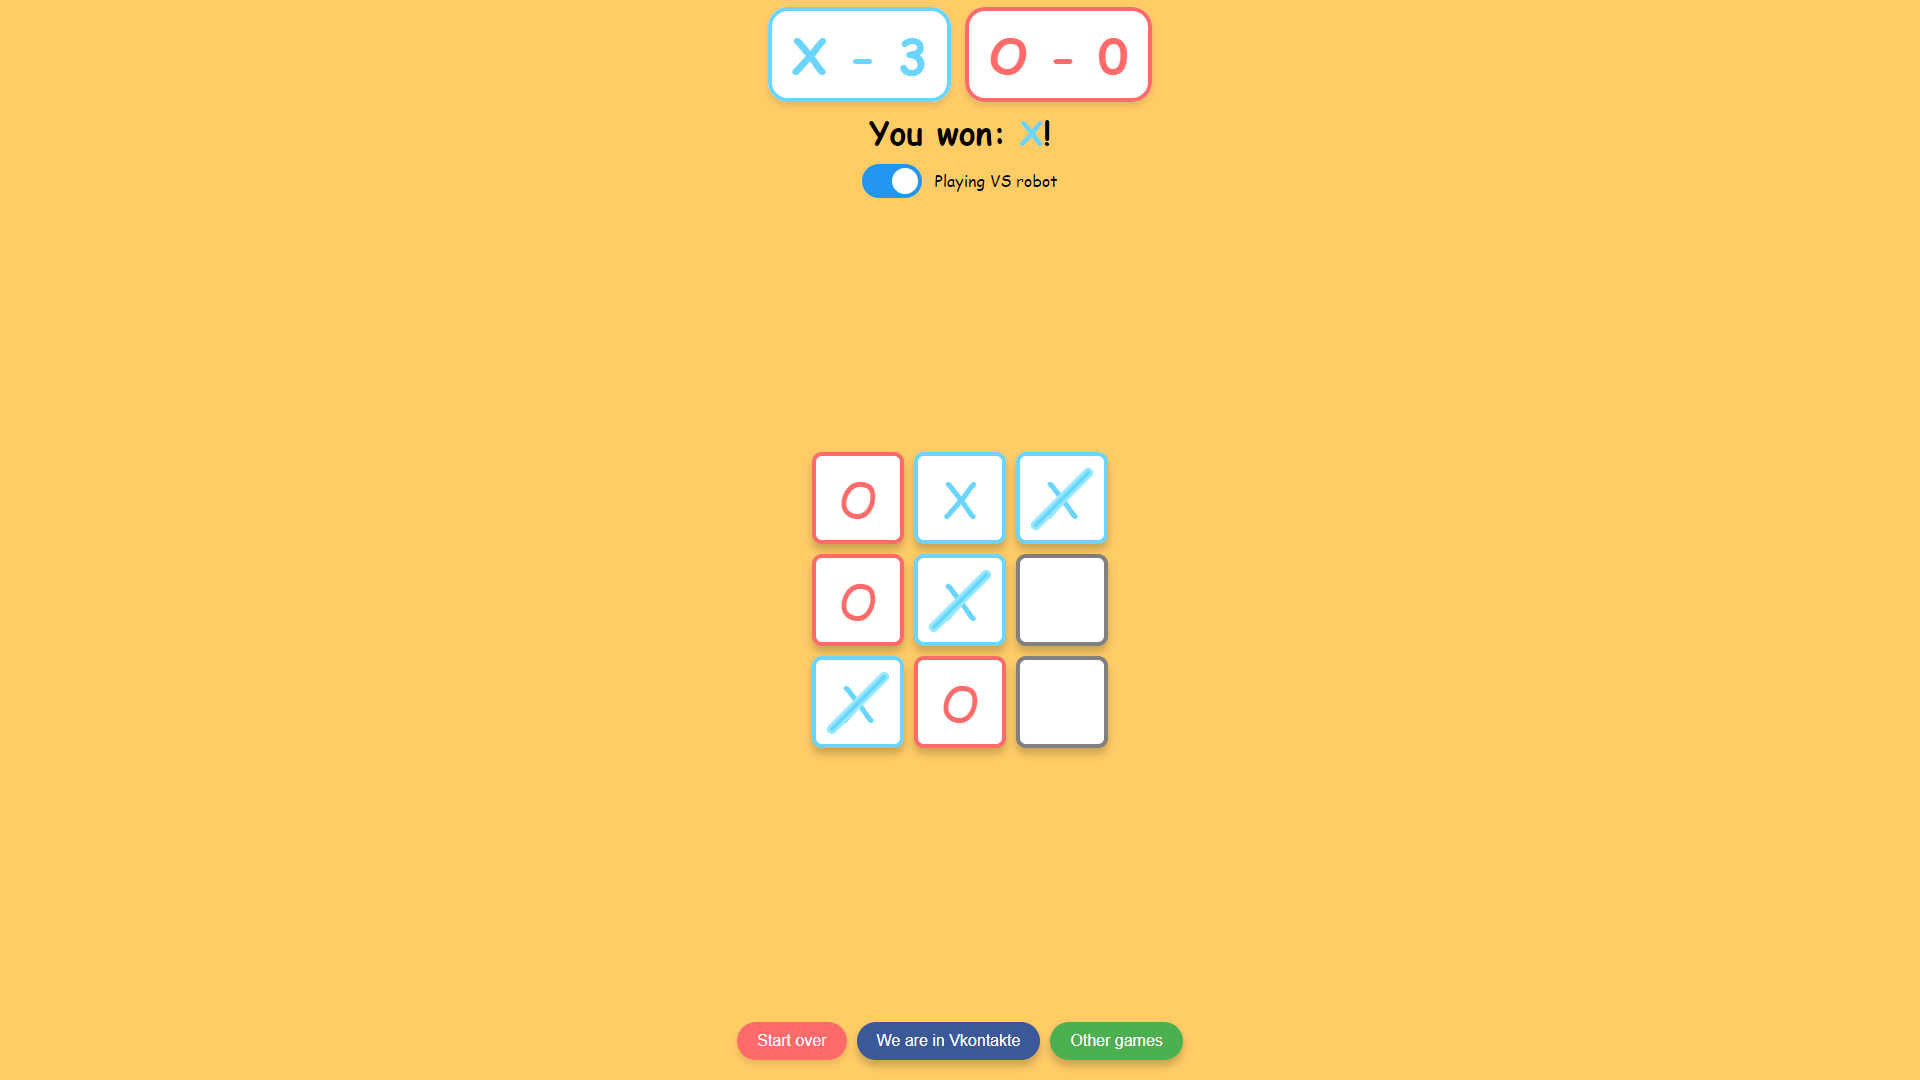 X - 3 O - 0
You won: X!
Playing VS robot
O X X
O X
X O
Start over We are in Vkontakte Other games